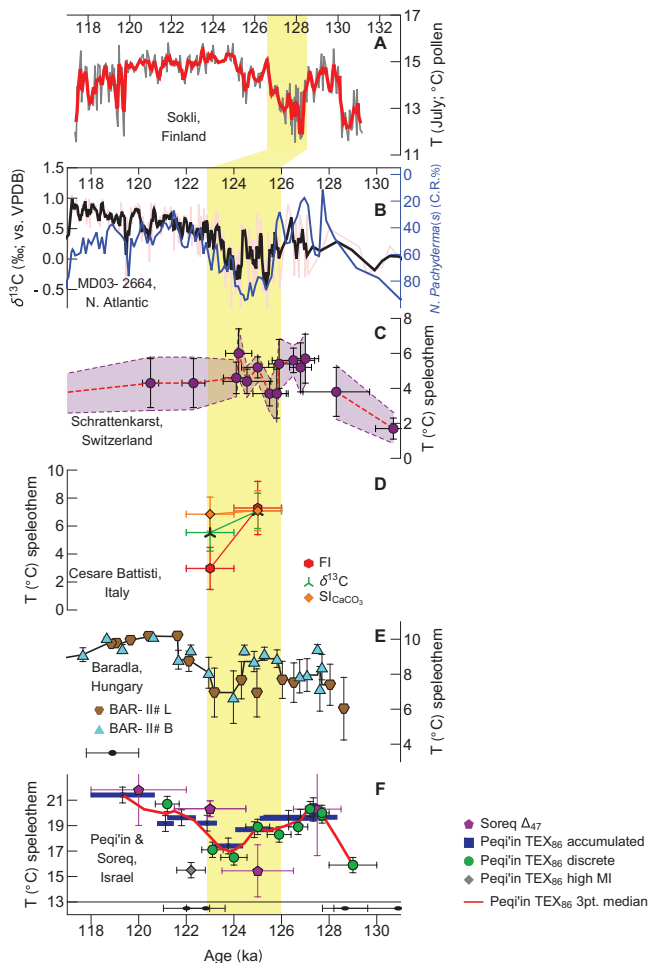 118 120 122 124 126 128 130
17
15
13
11
A
T (July; °C) pollen
Sokli,
Finland
118 120 122 124 126 128 130
1.5
1.0
0.5
0.0
- 0.5
δ¹³C (‰; vs. VPDB)
B
0
20
40
60
80
N. Pachyderma(s) (C.R.%)
MD03- 2664,
N. Atlantic
C
8
6
4
2
0
T (°C) speleothem
Schrattenkarst,
Switzerland
D
10
8
6
4
2
0
T (°C) speleothem
Cesare Battisti,
Italy
FI
δ¹³C
SI CaCO₃
E
10
8
6
4
T (°C) speleothem
Baradla,
Hungary
BAR- II# L
BAR- II# B
F
21
19
17
15
13
T (°C) speleothem
Peqi'in &
Soreq,
Israel
Soreq Δ₄₇
Peqi'in TEX₈₆ accumulated
Peqi'in TEX₈₆ discrete
Peqi'in TEX₈₆ high MI
Peqi'in TEX₈₆ 3pt. median
118 120 122 124 126 128 130
Age (ka)